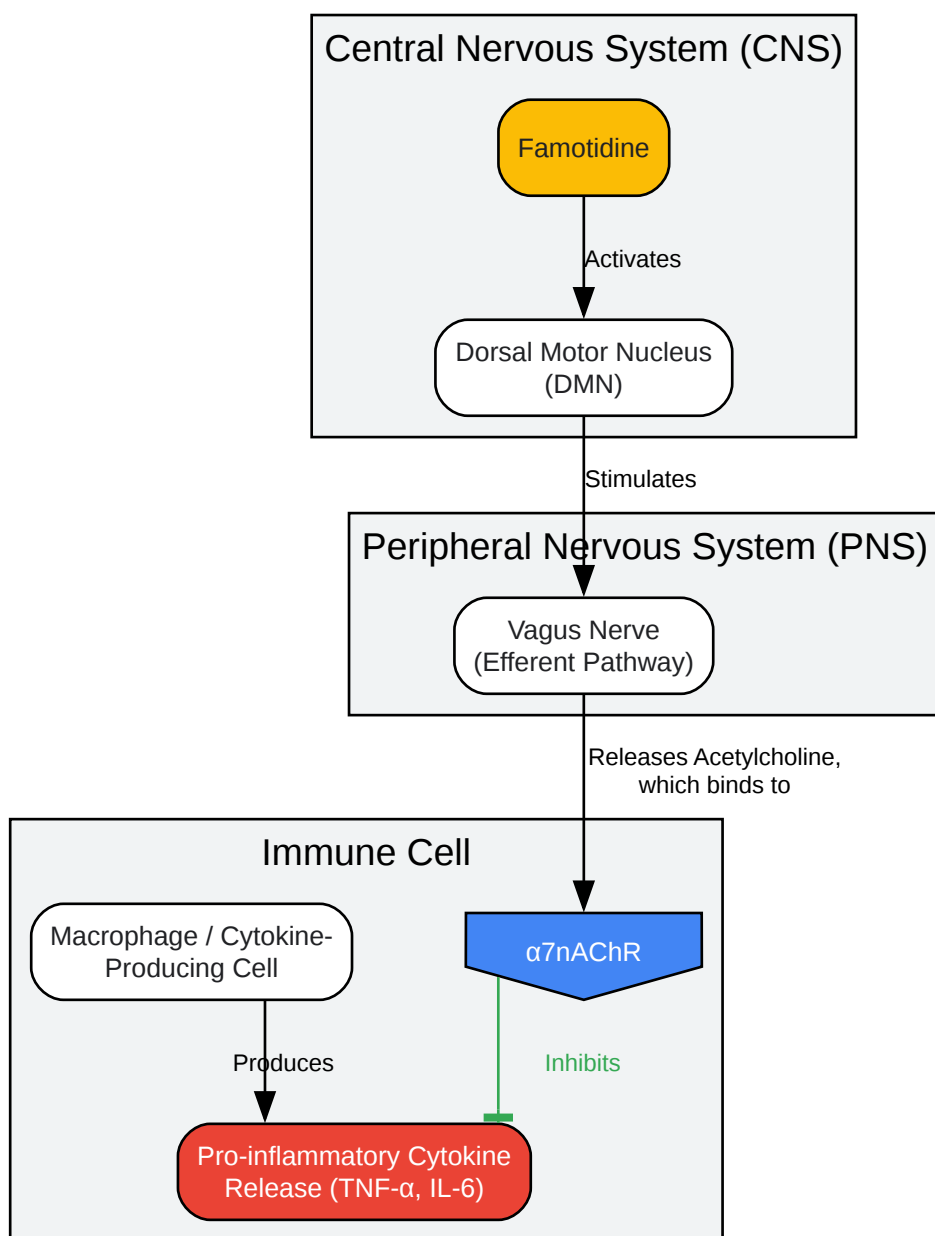 Central Nervous System (CNS)
Famotidine
Activates
Dorsal Motor Nucleus
(DMN)
Stimulates
Peripheral Nervous System (PNS)
Vagus Nerve
(Efferent Pathway)
Releases Acetylcholine,
which binds to
Immune Cell
Macrophage / Cytokine-
Producing Cell
α7nAChR
Produces
Inhibits
Pro-inflammatory Cytokine
Release (TNF-α, IL-6)